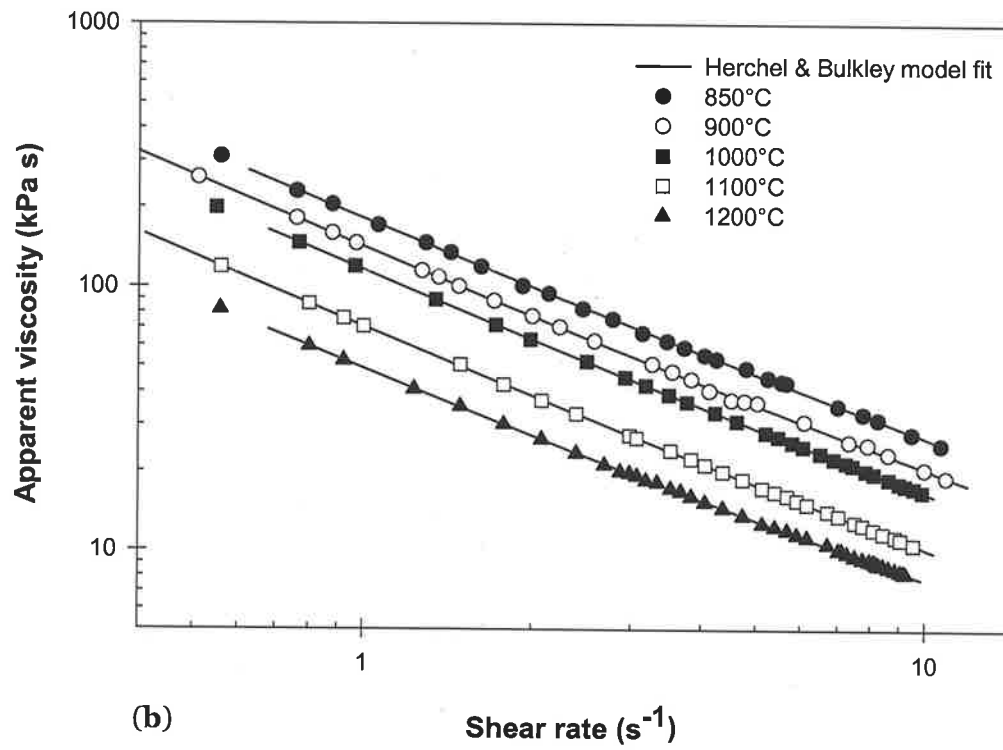 1000
100
10
Apparent viscosity (kPa s)
Herchel & Bulkley model fit
850°C
900°C
1000°C
1100°C
1200°C
1
10
(b)
Shear rate (s⁻¹)